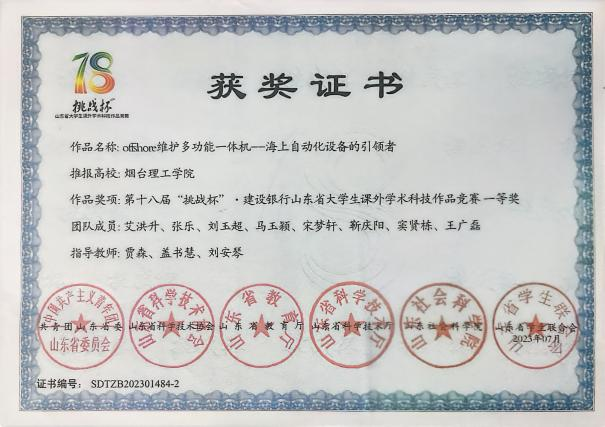 18
挑战杯
山东省大学生课外学术科技作品竞赛
获奖证书
作品名称: offshore维护多功能一体机---海上自动化设备的引领者
推报高校: 烟台理工学院
作品奖项: 第十八届“挑战杯”·建设银行山东省大学生课外学术科技作品竞赛 一等奖
团队成员: 艾洪升、张乐、刘玉超、马玉颖、宋梦轩、靳庆阳、窦贤栋、王广磊
指导教师: 贾森、盖书慧、刘安琴
共青团山东省委 山东省科学技术协会 山东省教育厅 山东省科学技术厅 山东社会科学院 山东省学生联合会
山东省委员会
2023年07月
证书编号: SDTZB202301484-2